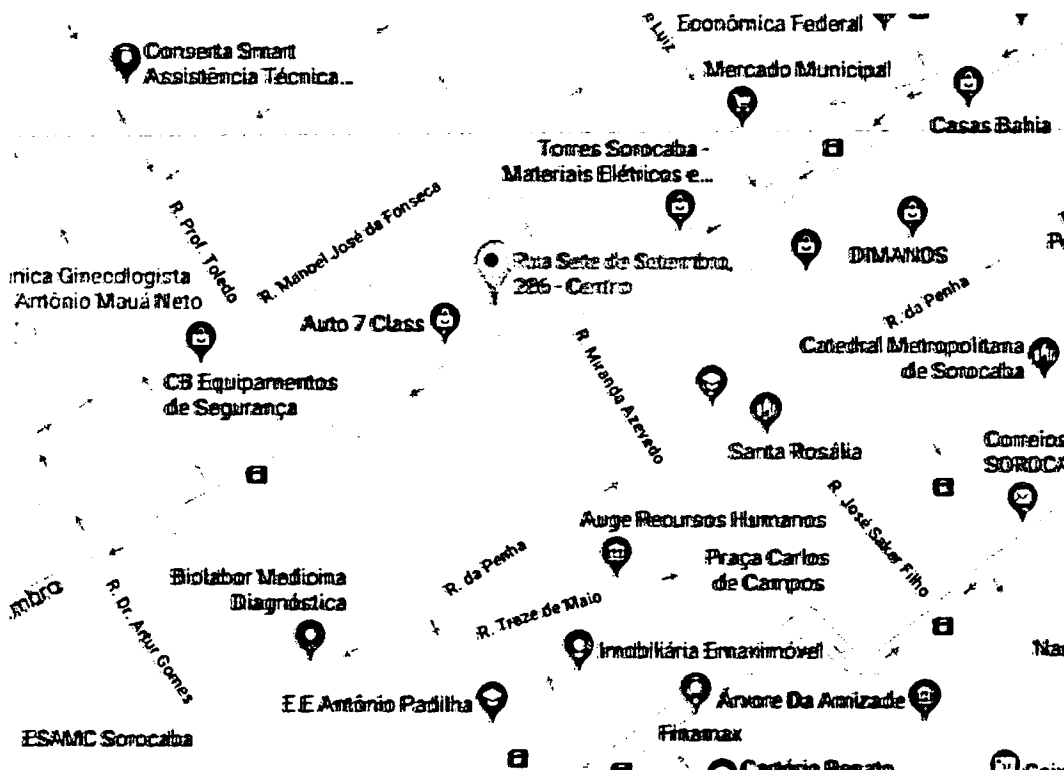 Econômica Federal
Luiz
Conserta Smart
Assistência Técnica...
Mercado Municipal
Casas Bahia
Torres Sorocaba -
Materiais Elétricos e...
R. Prof. Toledo
R. Manoel José da Fonseca
DIMANOS
Rua Sete de Setembro,
286 - Centro
nica Ginecologista
Antônio Mauá Neto
R. da Penha
Auto 7 Class
R. Miranda Azevedo
Catedral Metropolitana
de Sorocaba
CB Equipamentos
de Segurança
Santa Rosália
Correios
SOROCA
R. José Saker Filho
Auge Recursos Humanos
Praça Carlos
de Campos
R. da Penha
Biolabor Medicina
Diagnóstica
mbro
R. Dr. Artur Gomes
R. Treze de Maio
Imobiliária Emaximóvel
Na
E.E Antônio Padilha
Árvore Da Amizade
Finamax
ESAMC Sorocaba
Cartório Renato